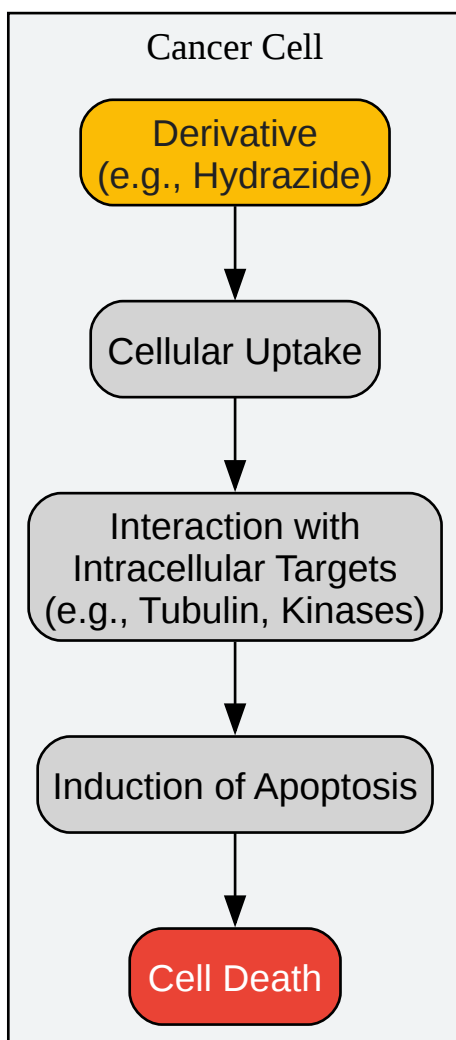 Cancer Cell
Derivative
(e.g., Hydrazide)
Cellular Uptake
Interaction with
Intracellular Targets
(e.g., Tubulin, Kinases)
Induction of Apoptosis
Cell Death